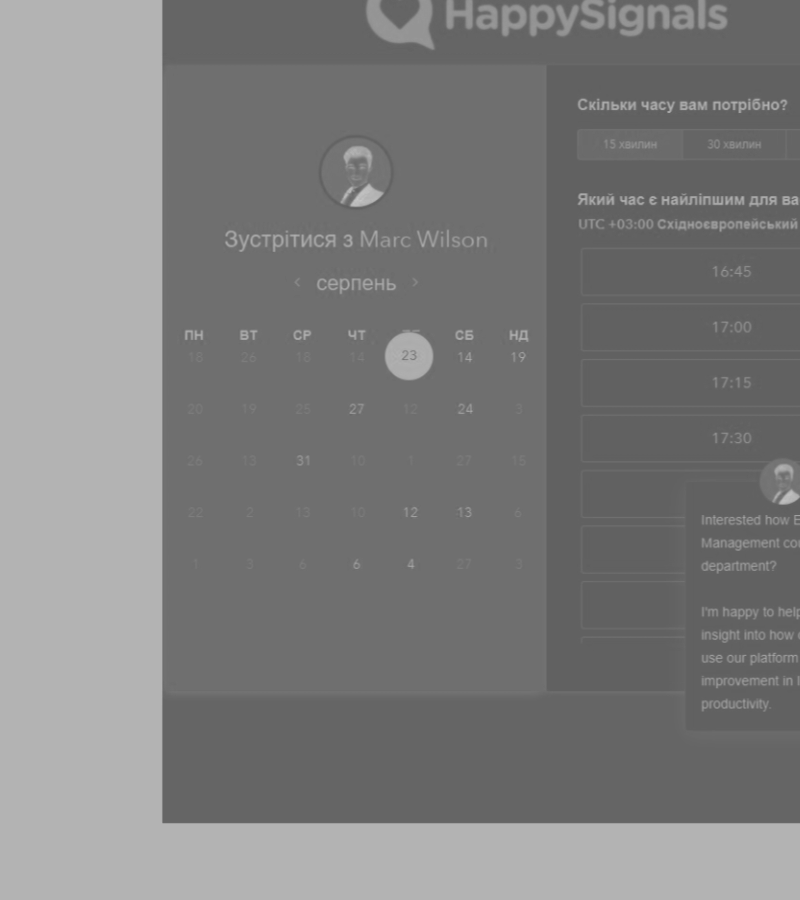 HappySignals
Зустрітися з Marc Wilson
серпень
ПН ВТ СР ЧТ СБ НД
18 26 18 14 23 14 19
20 19 25 27 12 24 3
26 13 31 10 1 27 15
22 2 13 10 12 13 6
1 3 6 6 4 27 3
Скільки часу вам потрібно?
15 хвилин 30 хвилин
Який час є найліпшим для ва
UTC +03:00 Східноєвропейський
16:45
17:00
17:15
17:30
Interested how E
Management cou
department?
I'm happy to help
insight into how
use our platform
improvement in I
productivity.